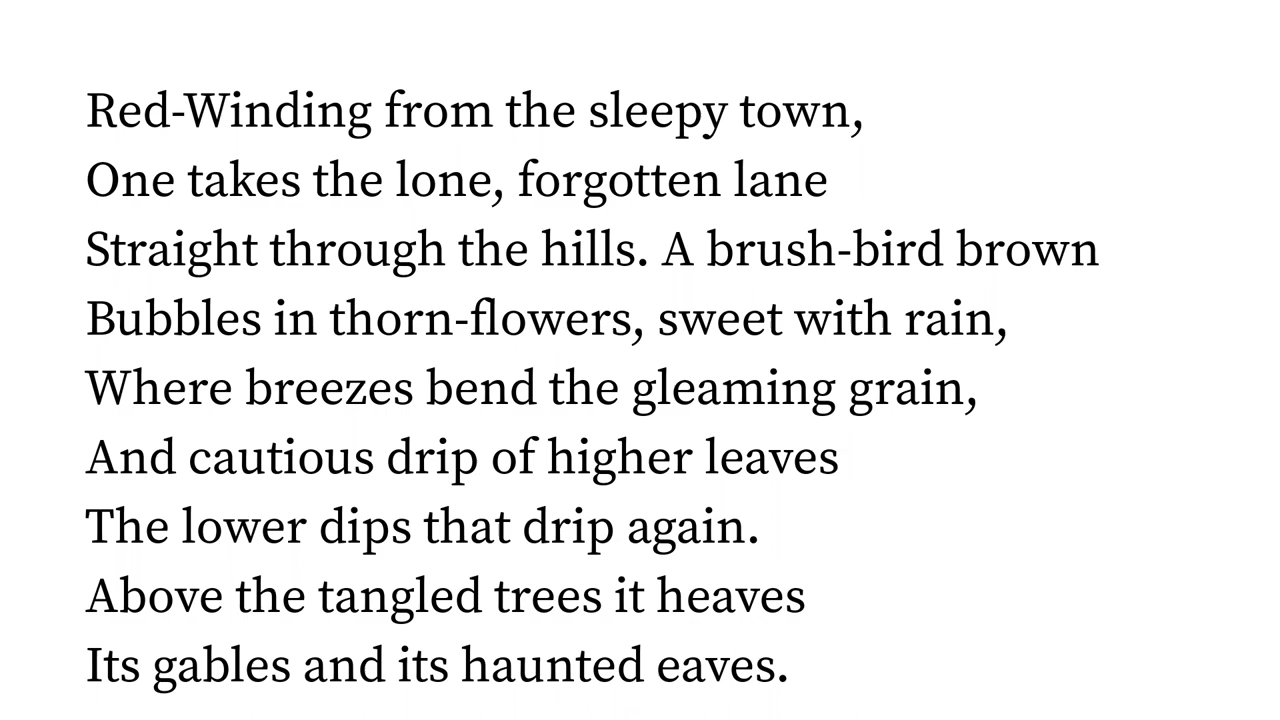 Red-Winding from the sleepy town,
One takes the lone, forgotten lane
Straight through the hills. A brush-bird brown
Bubbles in thorn-flowers, sweet with rain,
Where breezes bend the gleaming grain,
And cautious drip of higher leaves
The lower dips that drip again.
Above the tangled trees it heaves
Its gables and its haunted eaves.